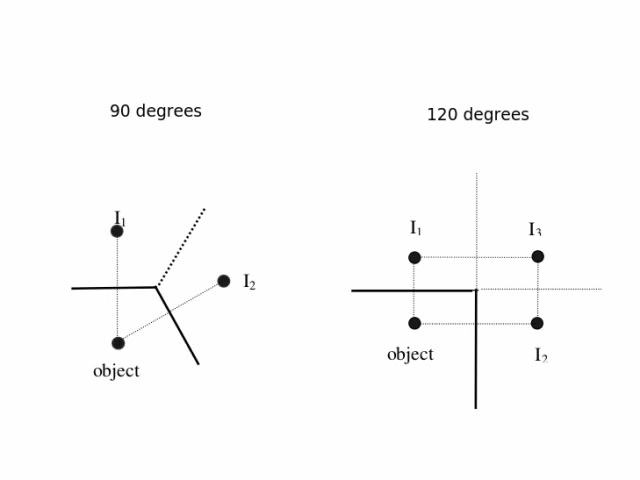 90 degrees
120 degrees
I₁
I₂
object
I₁
I₃
object
I₂